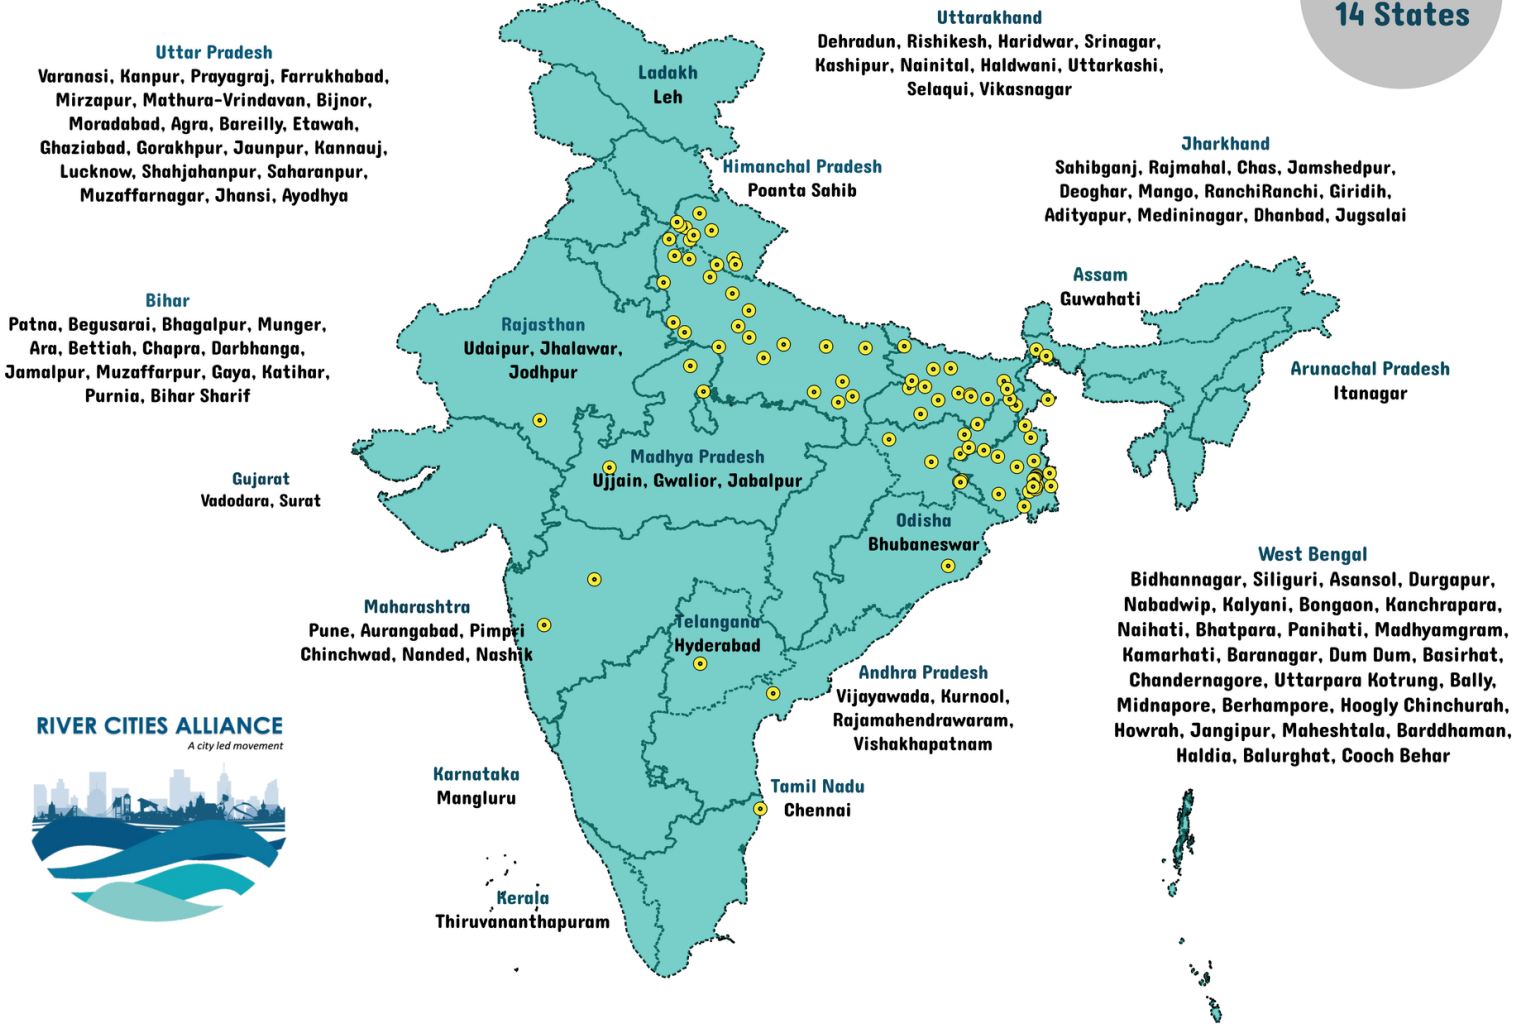 14 States
Uttarakhand
Dehradun, Rishikesh, Haridwar, Srinagar,
Kashipur, Nainital, Haldwani, Uttarkashi,
Selaqui, Vikasnagar
Uttar Pradesh
Varanasi, Kanpur, Prayagraj, Farrukhabad,
Mirzapur, Mathura-Vrindavan, Bijnor,
Moradabad, Agra, Bareilly, Etawah,
Ghaziabad, Gorakhpur, Jaunpur, Kannauj,
Lucknow, Shahjahanpur, Saharanpur,
Muzaffarnagar, Jhansi, Ayodhya
Ladakh
Leh
Himanchal Pradesh
Poanta Sahib
Jharkhand
Sahibganj, Rajmahal, Chas, Jamshedpur,
Deoghar, Mango, RanchiRanchi, Giridih,
Adityapur, Medininagar, Dhanbad, Jugsalai
Assam
Guwahati
Bihar
Patna, Begusarai, Bhagalpur, Munger,
Ara, Bettiah, Chapra, Darbhanga,
Jamalpur, Muzaffarpur, Gaya, Katihar,
Purnia, Bihar Sharif
Rajasthan
Udaipur, Jhalawar,
Jodhpur
Arunachal Pradesh
Itanagar
Gujarat
Vadodara, Surat
Madhya Pradesh
Ujjain, Gwalior, Jabalpur
Odisha
Bhubaneswar
West Bengal
Bidhannagar, Siliguri, Asansol, Durgapur,
Nabadwip, Kalyani, Bongaon, Kanchrapara,
Naihati, Bhatpara, Panihati, Madhyamgram,
Kamarhati, Baranagar, Dum Dum, Basirhat,
Chandernagore, Uttarpara Kotrung, Bally,
Midnapore, Berhampore, Hoogly Chinchurah,
Howrah, Jangipur, Maheshtala, Barddhaman,
Haldia, Balurghat, Cooch Behar
Maharashtra
Pune, Aurangabad, Pimpri
Chinchwad, Nanded, Nashik
Telangana
Hyderabad
Andhra Pradesh
Vijayawada, Kurnool,
Rajamahendrawaram,
Vishakhapatnam
RIVER CITIES ALLIANCE
A city led movement
Karnataka
Mangluru
Tamil Nadu
Chennai
Kerala
Thiruvananthapuram